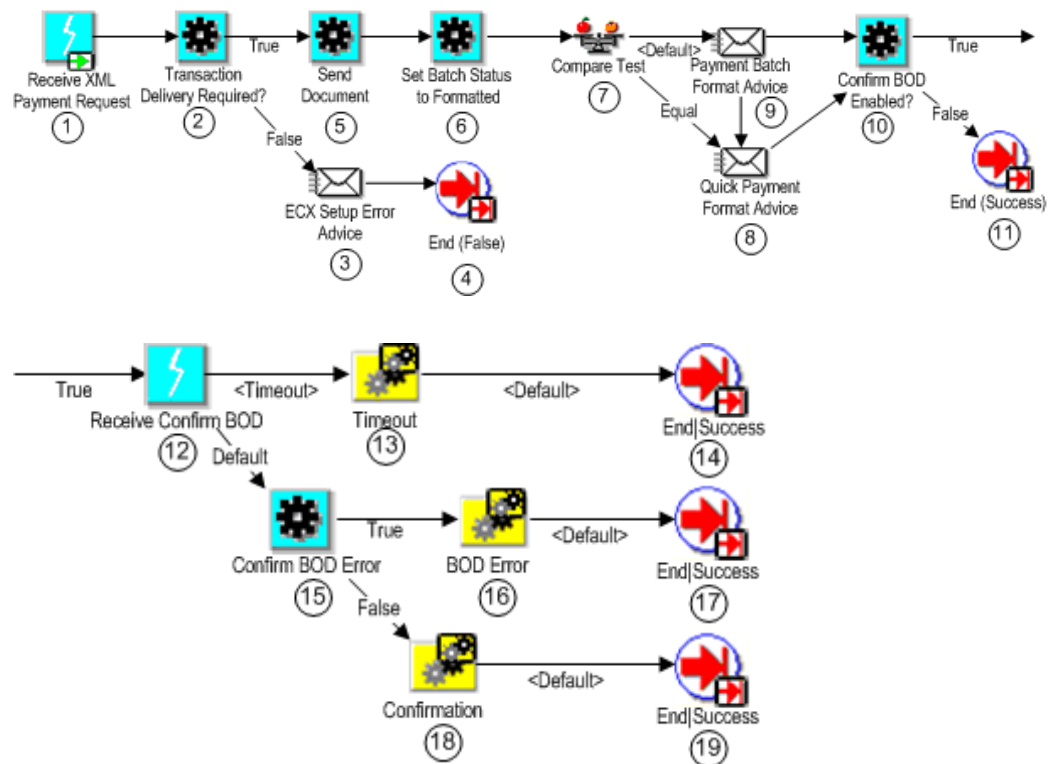 True
True
<Default>
True
Receive XML
Payment Request
1
Transaction
Delivery Required?
2
Send
Document
5
Set Batch Status
to Formatted
6
Compare Test
7
Payment Batch
Format Advice
9
Confirm BOD
Enabled?
10
False
Equal
False
ECX Setup Error
Advice
3
End (False)
4
Quick Payment
Format Advice
8
End (Success)
11
True
<Timeout>
<Default>
Receive Confirm BOD
12
Timeout
13
End|Success
14
Default
True
<Default>
Confirm BOD Error
15
BOD Error
16
End|Success
17
False
<Default>
Confirmation
18
End|Success
19